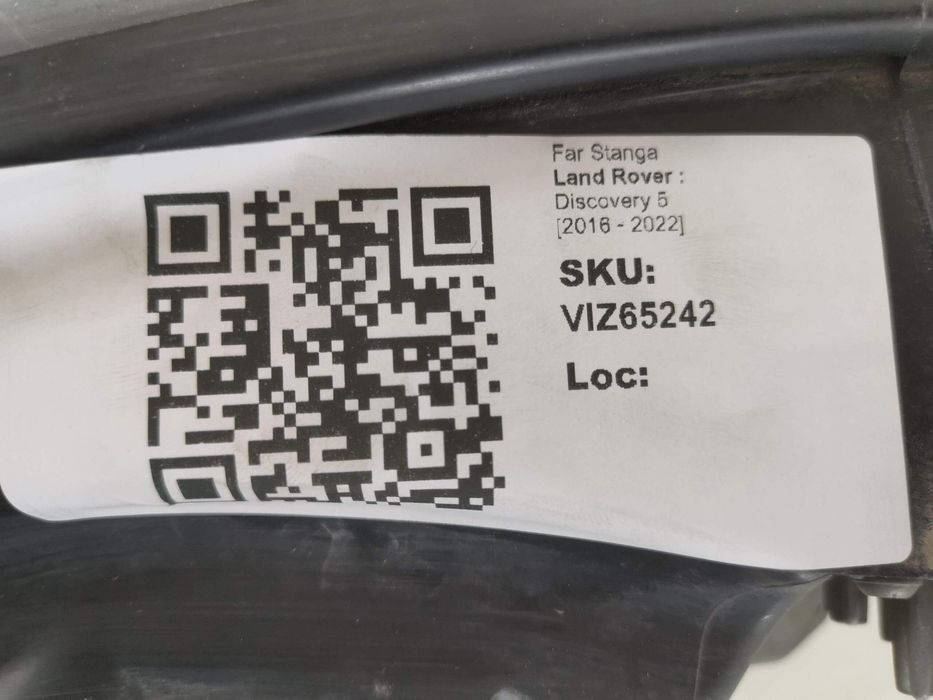 Far Stanga
Land Rover :
Discovery 5
[2016 - 2022]
SKU:
VIZ65242
Loc: